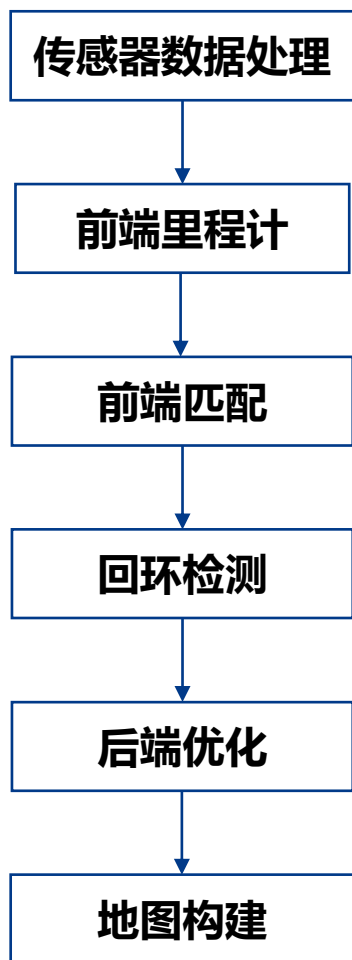 传感器数据处理
前端里程计
前端匹配
回环检测
后端优化
地图构建